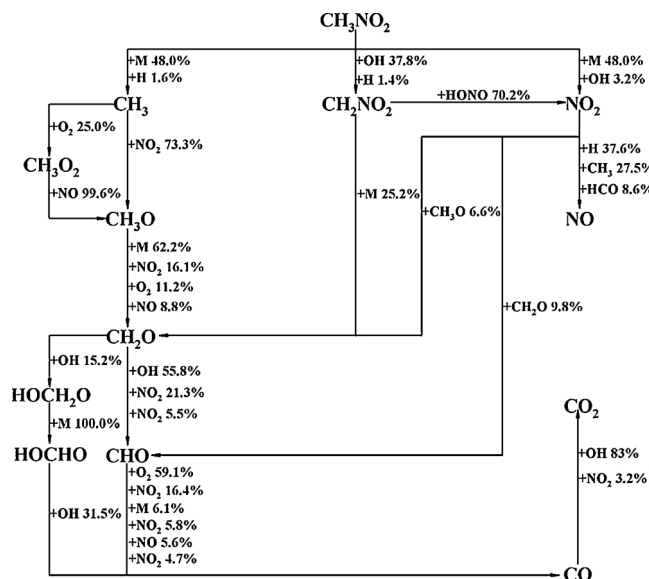 CH₃NO₂
+M 48.0%
+H 1.6%
+OH 37.8%
+H 1.4%
+M 48.0%
+OH 3.2%
CH₃
CH₂NO₂
+HONO 70.2%
NO₂
+O₂ 25.0%
+NO₂ 73.3%
CH₃O₂
+NO 99.6%
+H 37.6%
+CH₃ 27.5%
+HCO 8.6%
+M 25.2%
+CH₃O 6.6%
CH₃O
NO
+M 62.2%
+NO₂ 16.1%
+O₂ 11.2%
+NO 8.8%
+CH₂O 9.8%
CH₂O
+OH 15.2%
+OH 55.8%
+NO₂ 21.3%
+NO₂ 5.5%
HOCH₂O
+M 100.0%
CO₂
HOCHO
CHO
+OH 83%
+NO₂ 3.2%
+O₂ 59.1%
+NO₂ 16.4%
+M 6.1%
+NO₂ 5.8%
+NO 5.6%
+NO₂ 4.7%
+OH 31.5%
CO